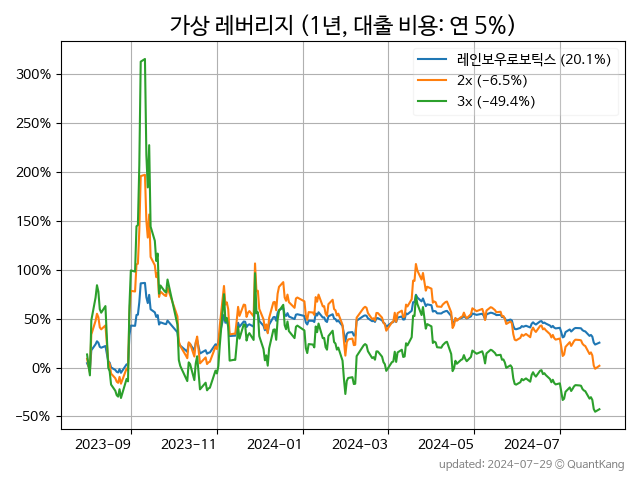 가상 레버리지 (1년, 대출 비용: 연 5%)
레인보우로보틱스 (20.1%)
2x (−6.5%)
3x (−49.4%)
300%
250%
200%
150%
100%
50%
0%
−50%
2023-09 2023-11 2024-01 2024-03 2024-05 2024-07
updated: 2024-07-29 © QuantKang